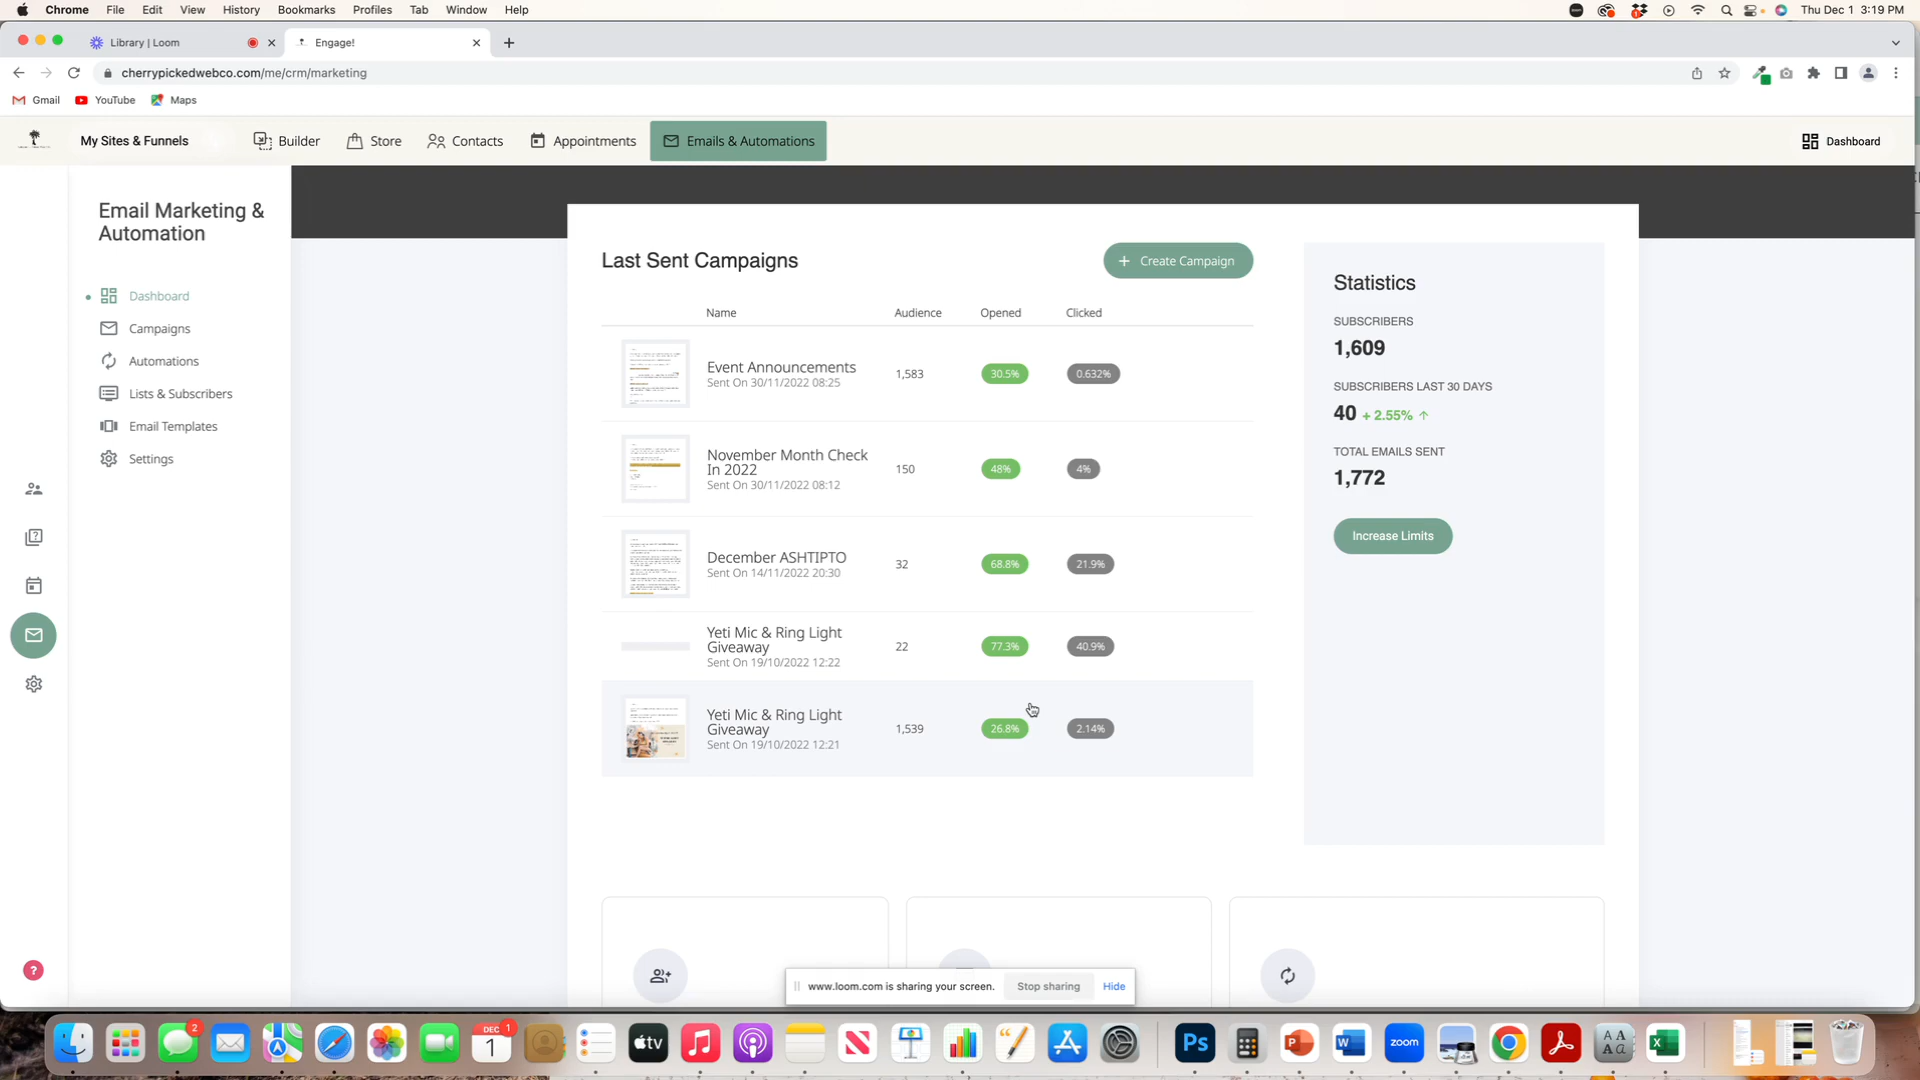 Chrome File Edit View History Bookmarks Profiles Tab Window Help
Thu Dec 1 3:19 PM
Library | Loom
Engage!
cherrypickedwebco.com/me/crm/marketing
Gmail YouTube Maps
My Sites & Funnels Builder Store Contacts Appointments Emails & Automations Dashboard
Email Marketing &
Automation
Dashboard
Campaigns
Automations
Lists & Subscribers
Email Templates
Settings
?
Last Sent Campaigns
+ Create Campaign
Name Audience Opened Clicked
Event Announcements
Sent On 30/11/2022 08:25
1,583 30.5% 0.632%
November Month Check
In 2022
Sent On 30/11/2022 08:12
150 48% 4%
December ASHTIPTO
Sent On 14/11/2022 20:30
32 68.8% 21.9%
Yeti Mic & Ring Light
Giveaway
Sent On 19/10/2022 12:22
22 77.3% 40.9%
Yeti Mic & Ring Light
Giveaway
Sent On 19/10/2022 12:21
1,539 26.8% 2.14%
Statistics
SUBSCRIBERS
1,609
SUBSCRIBERS LAST 30 DAYS
40 + 2.55% ↑
TOTAL EMAILS SENT
1,772
Increase Limits
www.loom.com is sharing your screen. Stop sharing Hide
2
DEC 1
1
tv
Ps
zoom